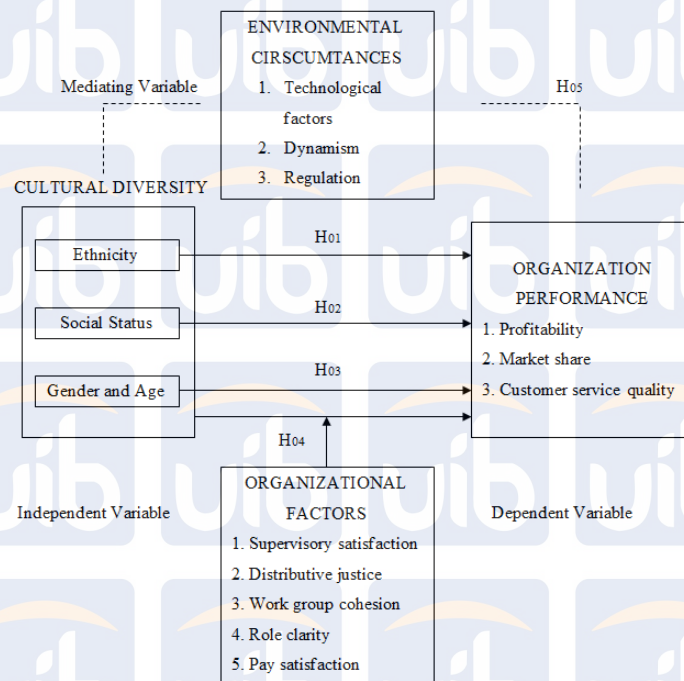 ENVIRONMENTAL
CIRSCUMTANCES
1. Technological
factors
2. Dynamism
3. Regulation
Mediating Variable
H05
CULTURAL DIVERSITY
Ethnicity
Social Status
Gender and Age
H01
H02
H03
H04
ORGANIZATION
PERFORMANCE
1. Profitability
2. Market share
3. Customer service quality
ORGANIZATIONAL
FACTORS
1. Supervisory satisfaction
2. Distributive justice
3. Work group cohesion
4. Role clarity
5. Pay satisfaction
Independent Variable
Dependent Variable
uib